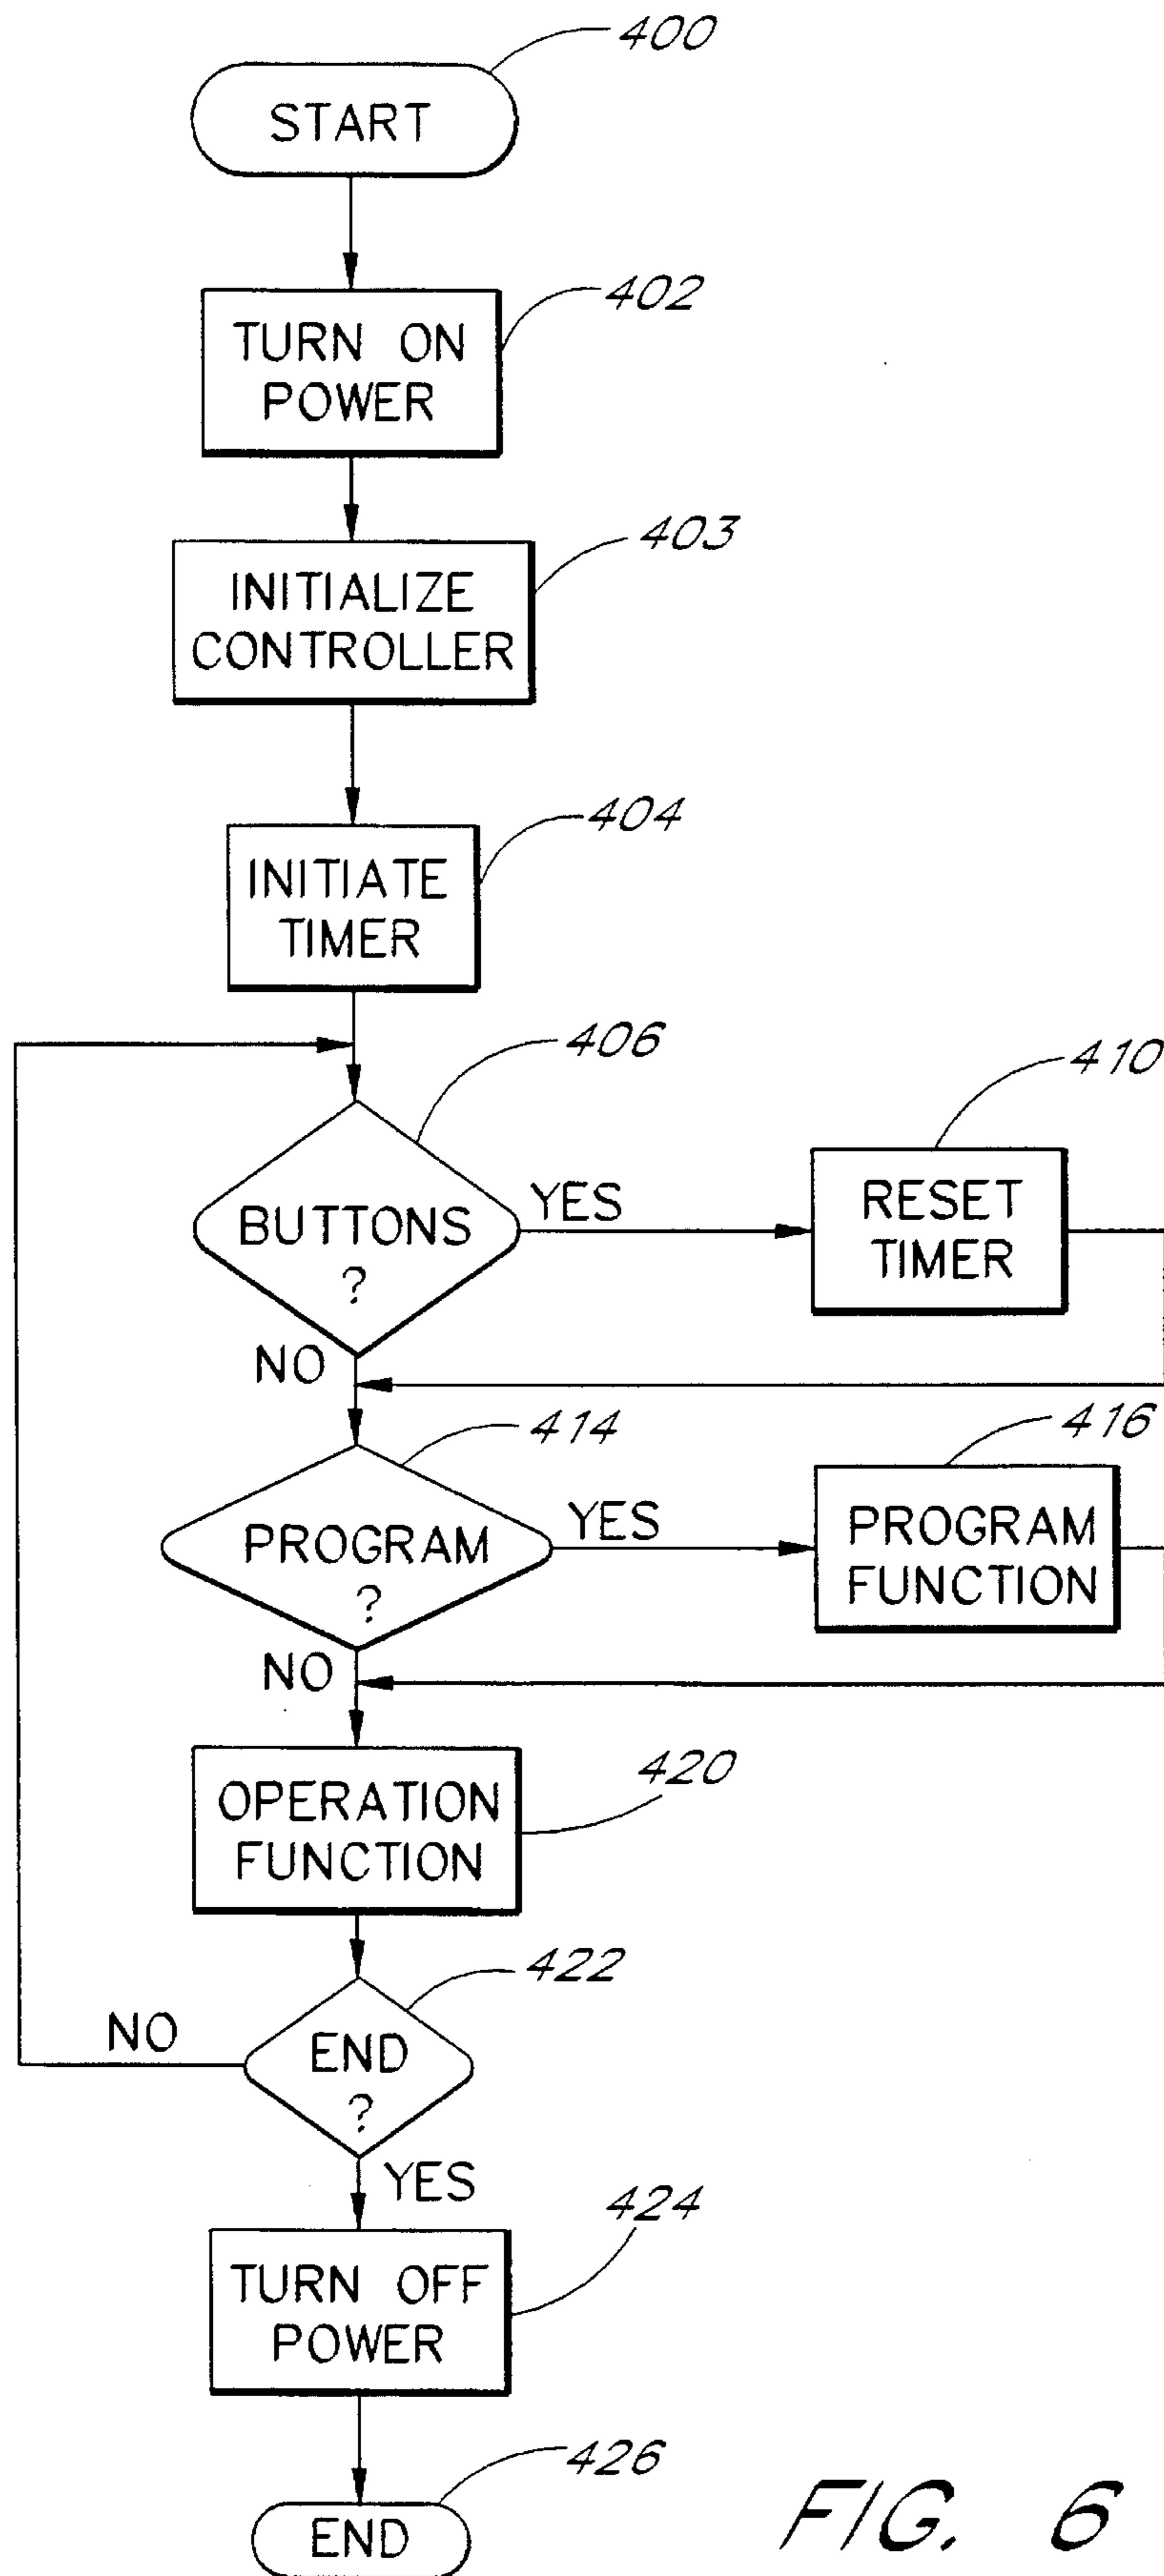 400
START
402
TURN ON
POWER
403
INITIALIZE
CONTROLLER
404
INITIATE
TIMER
406
410
BUTTONS
?
YES
RESET
TIMER
NO
414
416
PROGRAM
?
YES
PROGRAM
FUNCTION
NO
420
OPERATION
FUNCTION
422
NO
END
?
YES
424
TURN OFF
POWER
426
END
FIG. 6